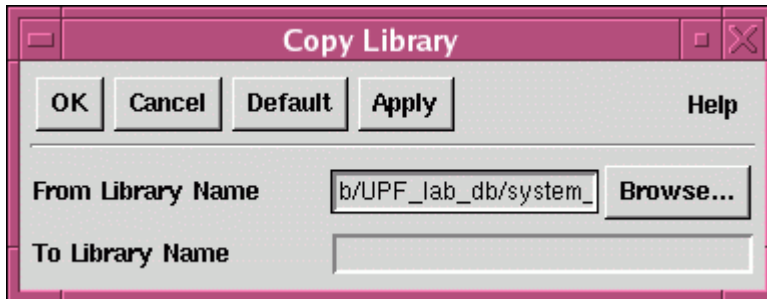 Copy Library
OK Cancel Default Apply Help
From Library Name b/UPF_lab_db/system_ Browse...
To Library Name